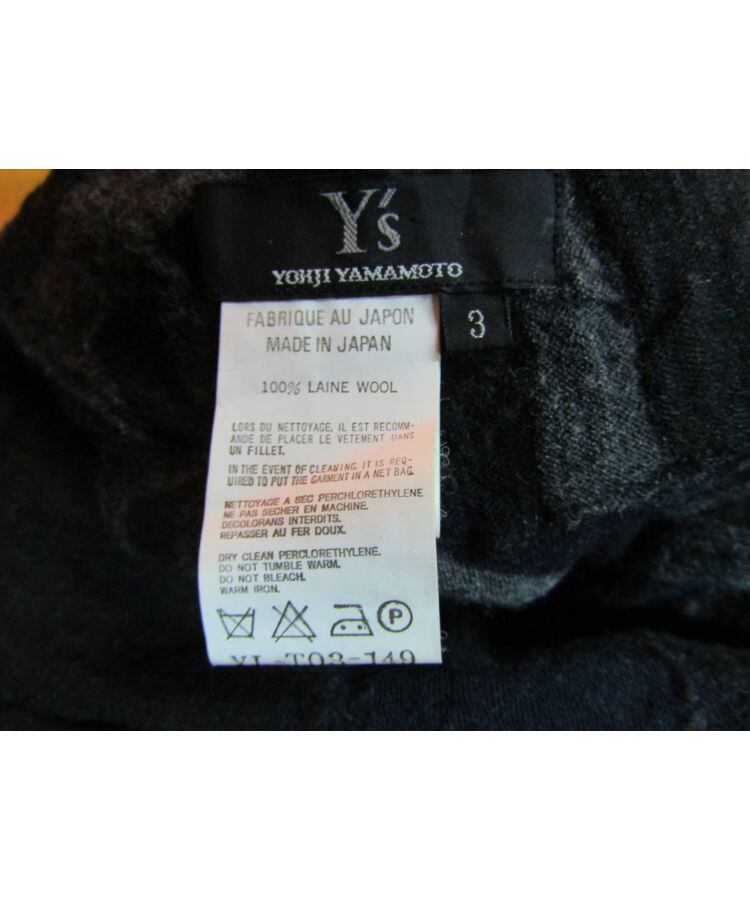 Y's
YOHJI YAMAMOTO
3
FABRIQUE AU JAPON
MADE IN JAPAN
100% LAINE WOOL
LORS DU NETTOYAGE, IL EST RECOMM-
ANDE DE PLACER LE VETEMENT DANS
UN FILLET.
IN THE EVENT OF CLEANING, IT IS REQ-
UIRED TO PUT THE GARMENT IN A NET BAG.
NETTOYAGE A SEC PERCHLORETHYLENE
NE PAS SECHER EN MACHINE.
DECOLORANS INTERDITS.
REPASSER AU FER DOUX.
DRY CLEAN PERCLORETHYLENE.
DO NOT TUMBLE WARM.
DO NOT BLEACH.
WARM IRON.
P
YL-T03-149